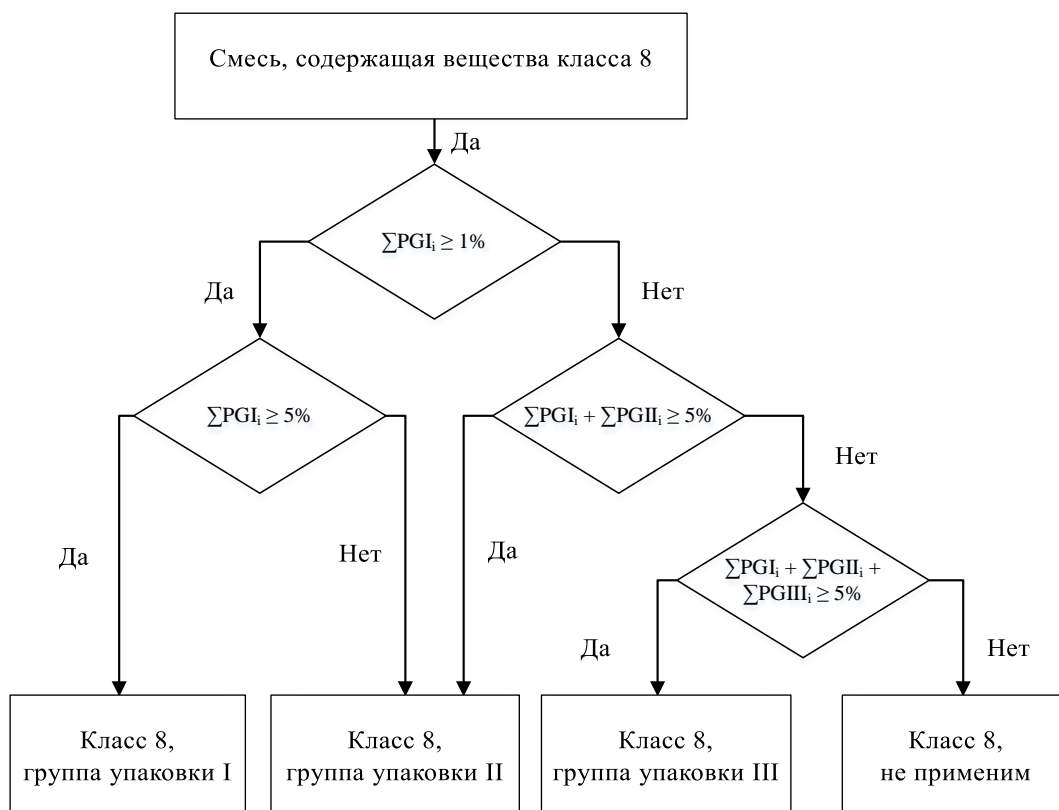 Смесь, содержащая вещества класса 8
Да
∑PGIᵢ ≥ 1%
Да
Нет
∑PGIᵢ ≥ 5%
∑PGIᵢ + ∑PGIIᵢ ≥ 5%
Нет
Да
Нет
Да
∑PGIᵢ + ∑PGIIᵢ +
∑PGIIIᵢ ≥ 5%
Да
Нет
Класс 8,
группа упаковки I
Класс 8,
группа упаковки II
Класс 8,
группа упаковки III
Класс 8,
не применим